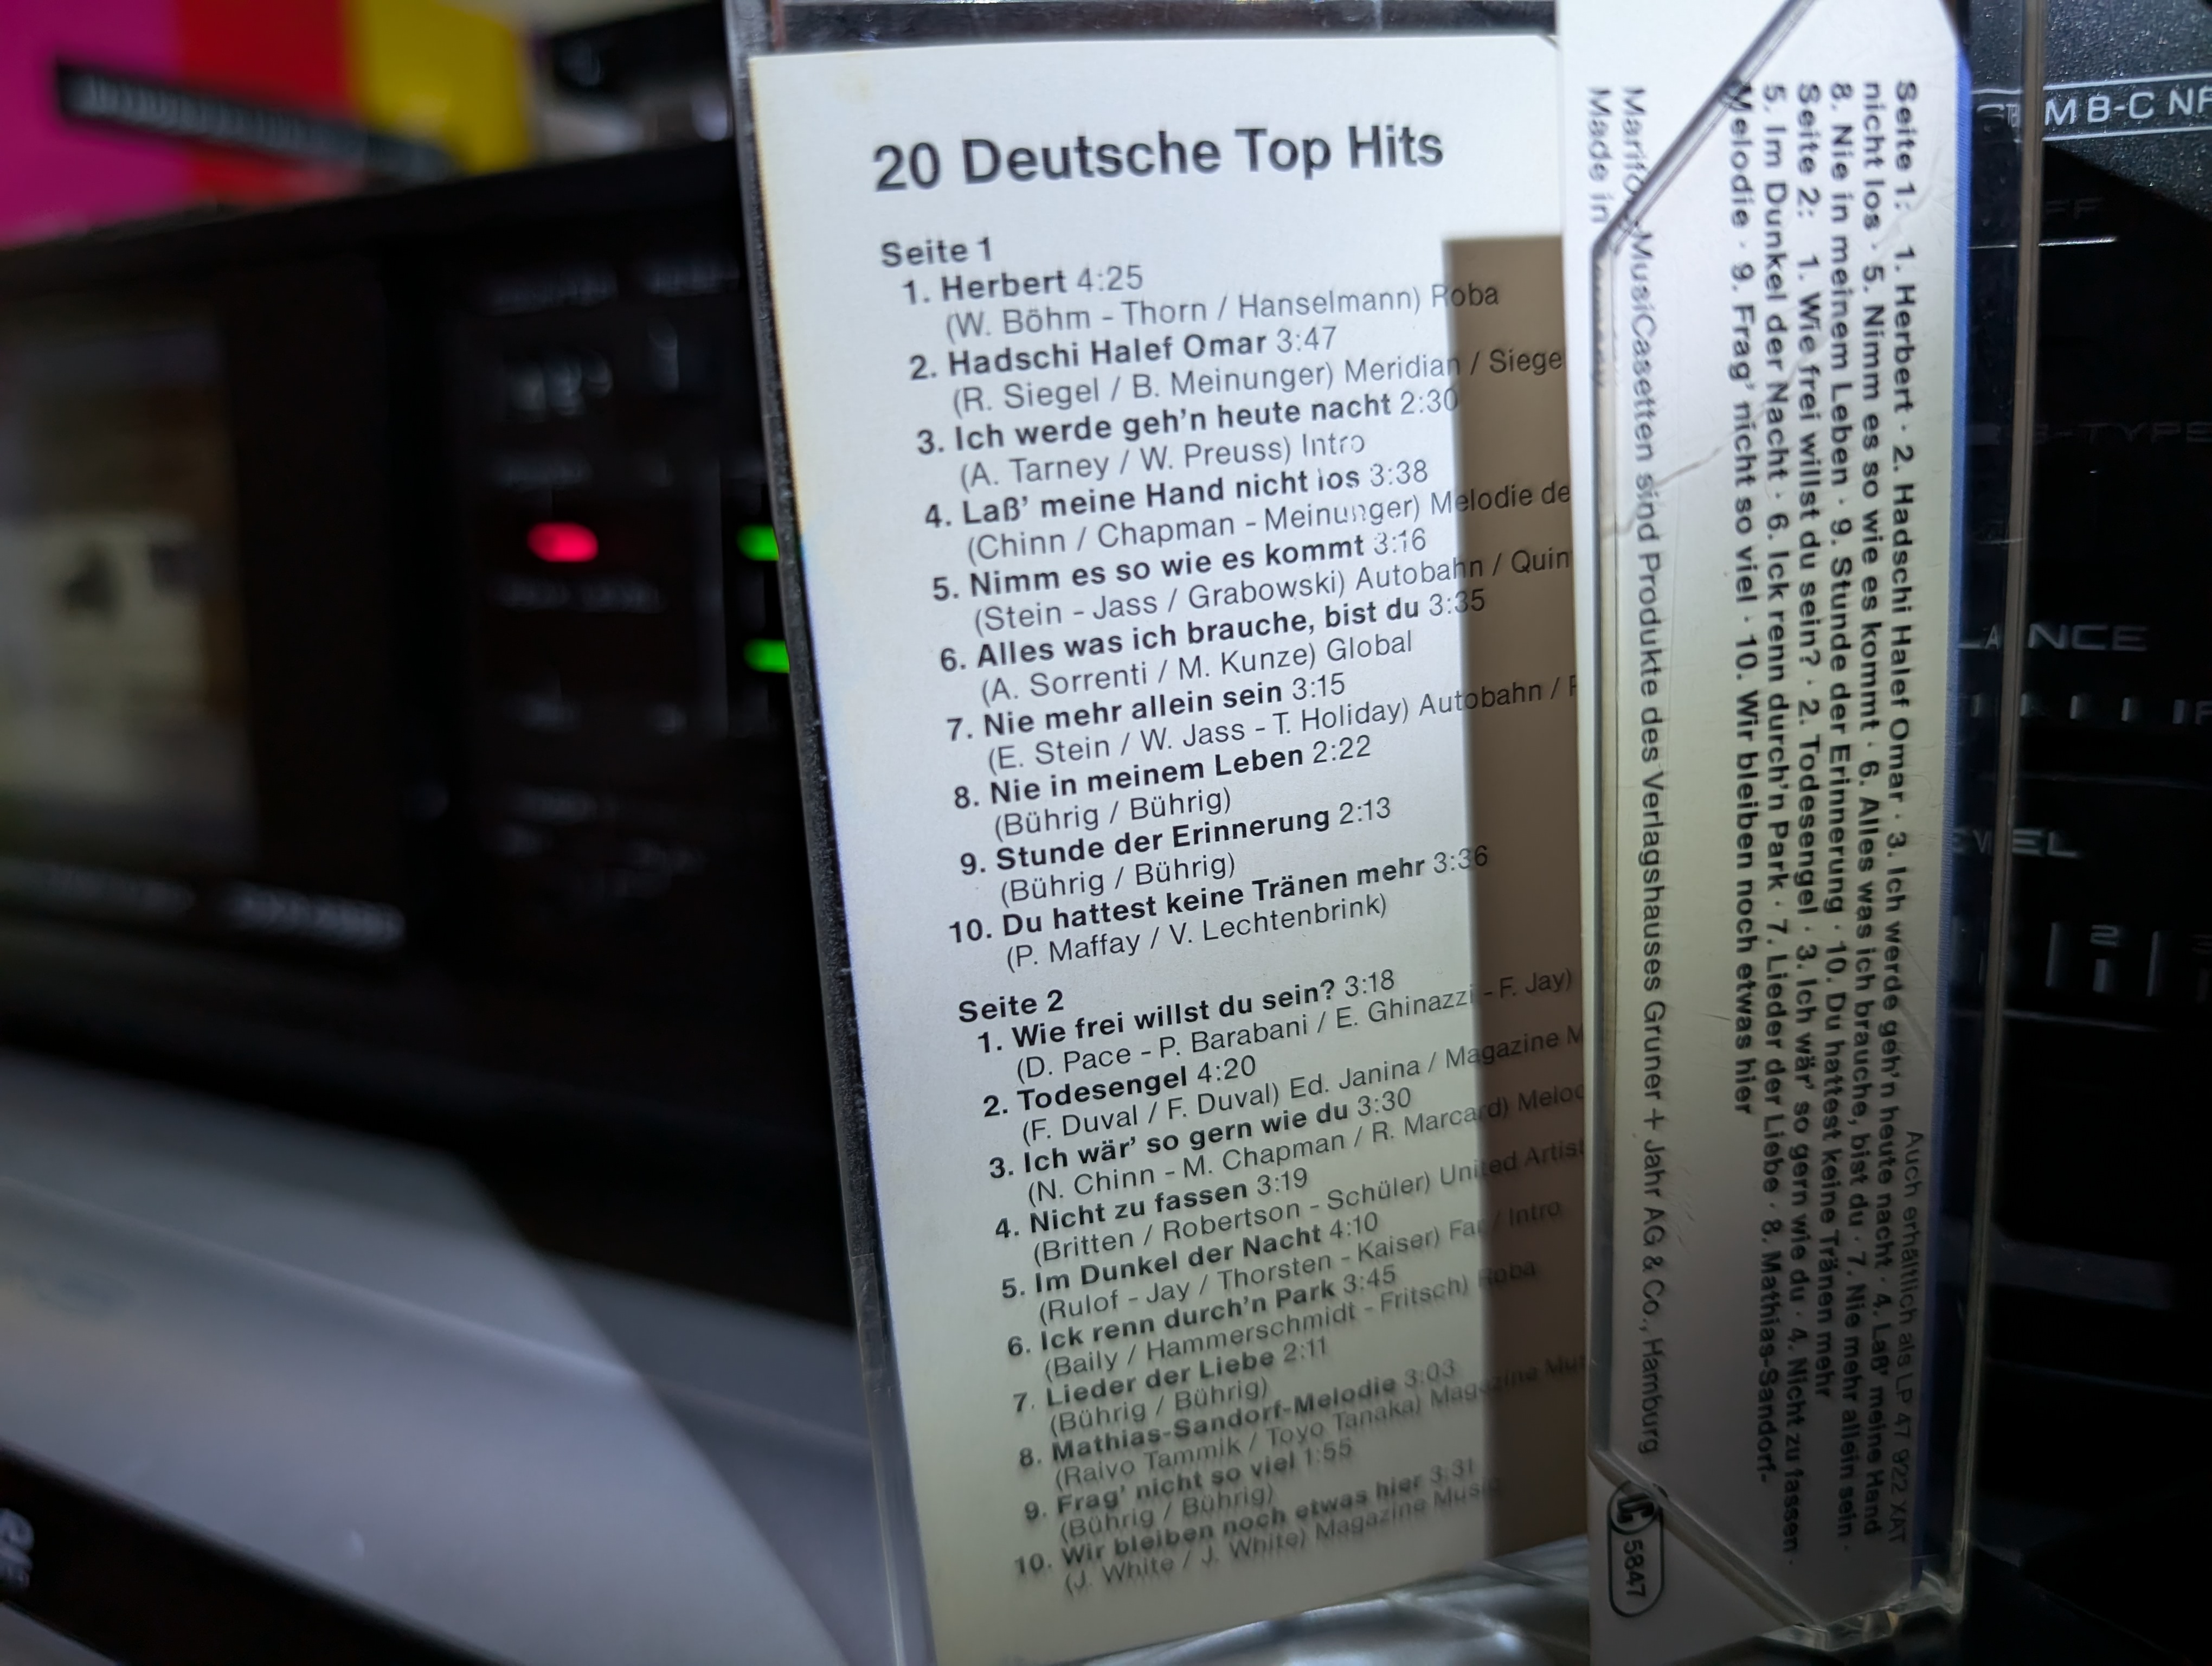 20 Deutsche Top Hits
Seite 1
1. Herbert 4:25
(W. Böhm - Thorn / Hanselmann) Roba
2. Hadschi Halef Omar 3:47
(R. Siegel / B. Meinunger) Meridian / Siege
3. Ich werde geh'n heute nacht 2:30
(A. Tarney / W. Preuss) Intro
4. Laß' meine Hand nicht los 3:38
(Chinn / Chapman - Meinunger) Melodie de
5. Nimm es so wie es kommt 3:16
(Stein - Jass / Grabowski) Autobahn / Quin
6. Alles was ich brauche, bist du 3:35
(A. Sorrenti / M. Kunze) Global
7. Nie mehr allein sein 3:15
(E. Stein / W. Jass - T. Holiday) Autobahn /
8. Nie in meinem Leben 2:22
(Bührig / Bührig)
9. Stunde der Erinnerung 2:13
(Bührig / Bührig)
10. Du hattest keine Tränen mehr 3:36
(P. Maffay / V. Lechtenbrink)
Seite 2
1. Wie frei willst du sein? 3:18
(D. Pace - P. Barabani / E. Ghinazzi - F. Jay)
2. Todesengel 4:20
(F. Duval / F. Duval) Ed. Janina / Magazine M
3. Ich wär' so gern wie du 3:30
(N. Chinn - M. Chapman / R. Marcard) Meloc
4. Nicht zu fassen 3:19
(Britten / Robertson - Schüler) United Artist
5. Im Dunkel der Nacht 4:10
(Rulof - Jay / Thorsten - Kaiser) Far / Intro
6. Ick renn durch'n Park 3:45
(Baily / Hammerschmidt - Fritsch) Roba
7. Lieder der Liebe 2:11
(Bührig / Bührig)
8. Mathias-Sandorf-Melodie 3:03
(Raivo Tammik / Toyo Tanaka) Magazine Mu
9. Frag' nicht so viel 1:55
(Bührig / Bührig)
10. Wir bleiben noch etwas hier 3:31
(J. White / J. White) Magazine Music
Auch erhältlich als LP 47 922 XAT
Seite 1: 1. Herbert · 2. Hadschi Halef Omar · 3. Ich werde geh'n heute nacht · 4. Laß' meine Hand
nicht los · 5. Nimm es so wie es kommt · 6. Alles was ich brauche, bist du · 7. Nie mehr allein sein ·
8. Nie in meinem Leben · 9. Stunde der Erinnerung · 10. Du hattest keine Tränen mehr
Seite 2: 1. Wie frei willst du sein? · 2. Todesengel · 3. Ich wär' so gern wie du · 4. Nicht zu fassen ·
5. Im Dunkel der Nacht · 6. Ick renn durch'n Park · 7. Lieder der Liebe · 8. Mathias-Sandorf-
Melodie · 9. Frag' nicht so viel · 10. Wir bleiben noch etwas hier
MusiCasetten sind Produkte des Verlagshauses Gruner + Jahr AG & Co., Hamburg
Made in
LC 5847